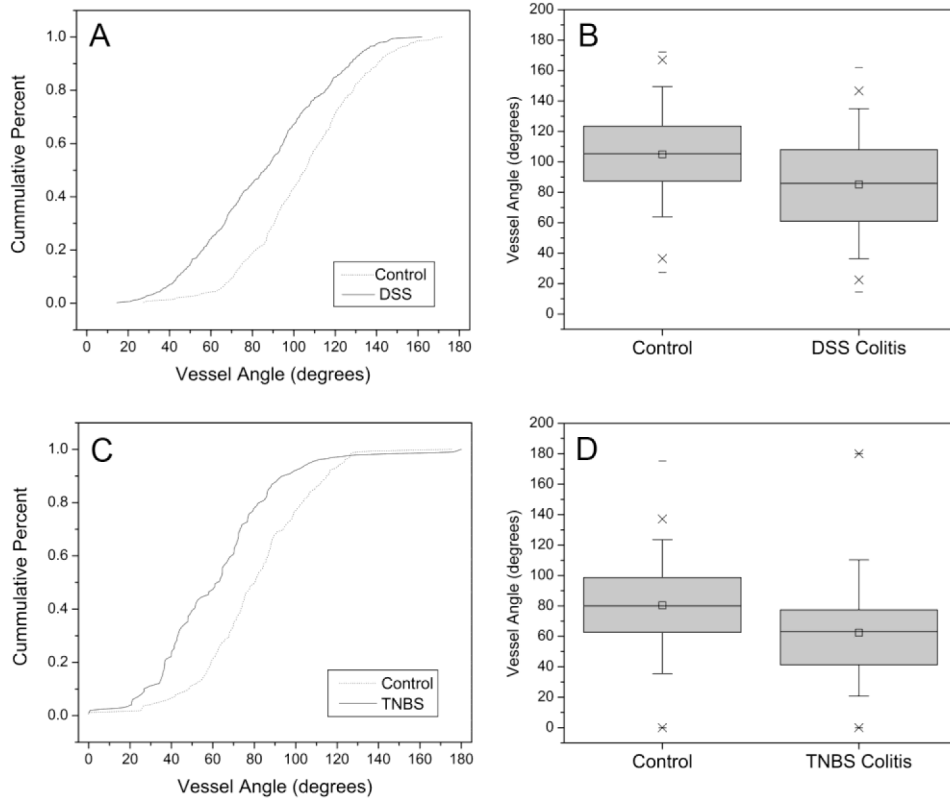 A
Cummulative Percent
1.0
0.8
0.6
0.4
0.2
0.0
Control
DSS
0 20 40 60 80 100 120 140 160 180
Vessel Angle (degrees)
B
Vessel Angle (degrees)
200
180
160
140
120
100
80
60
40
20
0
Control DSS Colitis
C
Cummulative Percent
1.0
0.8
0.6
0.4
0.2
0.0
Control
TNBS
0 20 40 60 80 100 120 140 160 180
Vessel Angle (degrees)
D
Vessel Angle (degrees)
200
180
160
140
120
100
80
60
40
20
0
Control TNBS Colitis